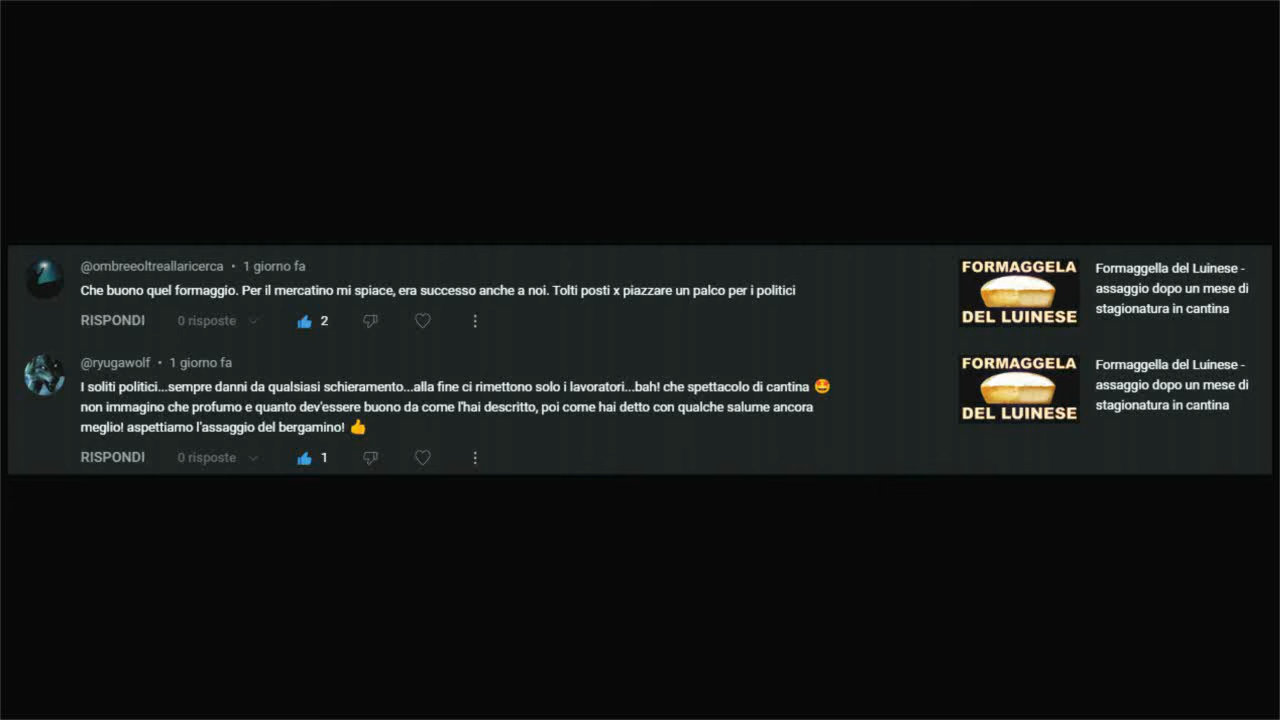 @ombreeoltreallaricerca • 1 giorno fa
Che buono quel formaggio. Per il mercatino mi spiace, era successo anche a noi. Tolti posti x piazzare un palco per i politici
RISPONDI 0 risposte 2
FORMAGGELA
DEL LUINESE
Formaggella del Luinese -
assaggio dopo un mese di
stagionatura in cantina
@ryugawolf • 1 giorno fa
I soliti politici...sempre danni da qualsiasi schieramento...alla fine ci rimettono solo i lavoratori...bah! che spettacolo di cantina 🤩
non immagino che profumo e quanto dev'essere buono da come l'hai descritto, poi come hai detto con qualche salume ancora
meglio! aspettiamo l'assaggio del bergamino! 👍
RISPONDI 0 risposte 1
FORMAGGELA
DEL LUINESE
Formaggella del Luinese -
assaggio dopo un mese di
stagionatura in cantina